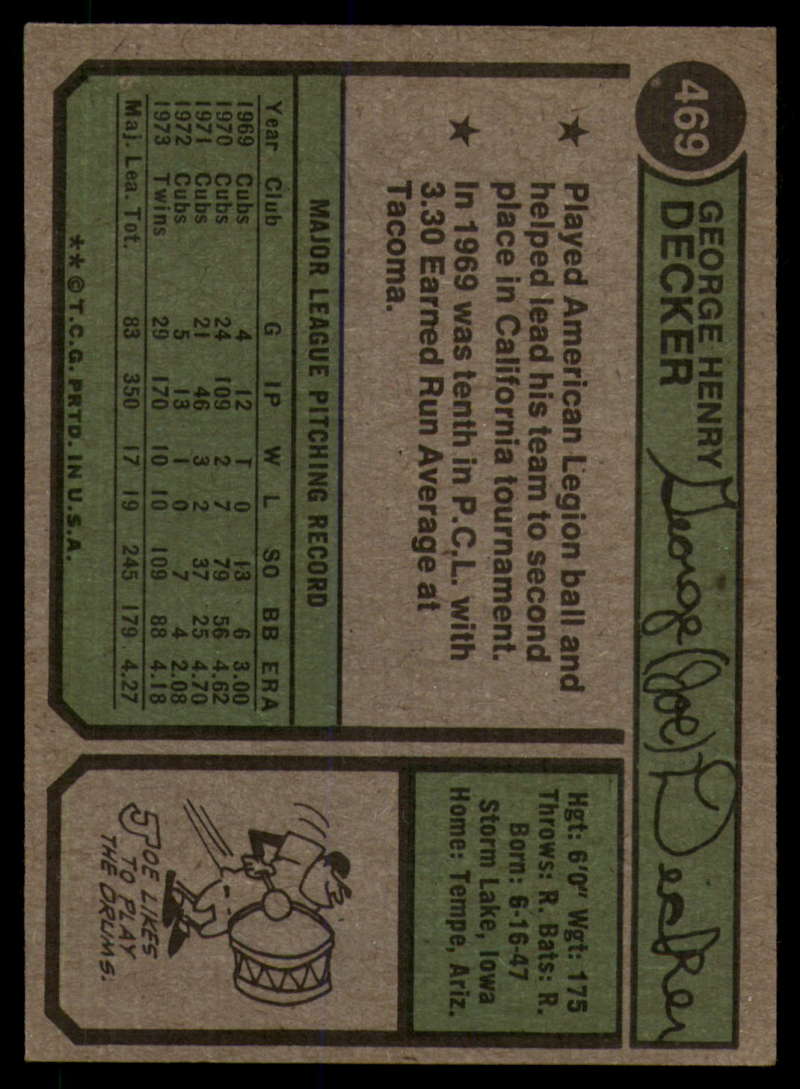 469
GEORGE HENRY
DECKER
George (Joe) H Decker
★ Played American Legion ball and
helped lead his team to second
place in California tournament.
★ In 1969 was tenth in P.C.L. with
3.30 Earned Run Average at
Tacoma.
MAJOR LEAGUE PITCHING RECORD
Year Club G IP W L SO BB ERA
1969 Cubs 4 12 1 0 13 6 3.00
1970 Cubs 24 109 2 7 79 56 4.62
1971 Cubs 21 46 3 2 37 25 4.70
1972 Cubs 5 13 1 0 7 4 2.08
1973 Twins 29 170 10 10 109 88 4.18
Maj. Lea. Tot. 83 350 17 19 245 179 4.27
**©T.C.G. PRTD. IN U.S.A.
Hgt: 6'0" Wgt: 175
Throws: R. Bats: R.
Born: 6-16-47
Storm Lake, Iowa
Home: Tempe, Ariz.
JOE LIKES
TO PLAY
THE DRUMS.